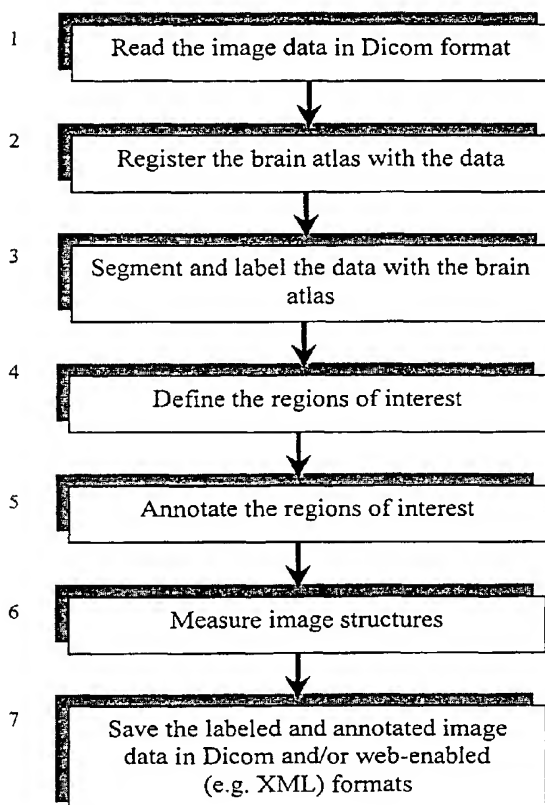 1
Read the image data in Dicom format
2
Register the brain atlas with the data
3
Segment and label the data with the brain
atlas
4
Define the regions of interest
5
Annotate the regions of interest
6
Measure image structures
7
Save the labeled and annotated image
data in Dicom and/or web-enabled
(e.g. XML) formats